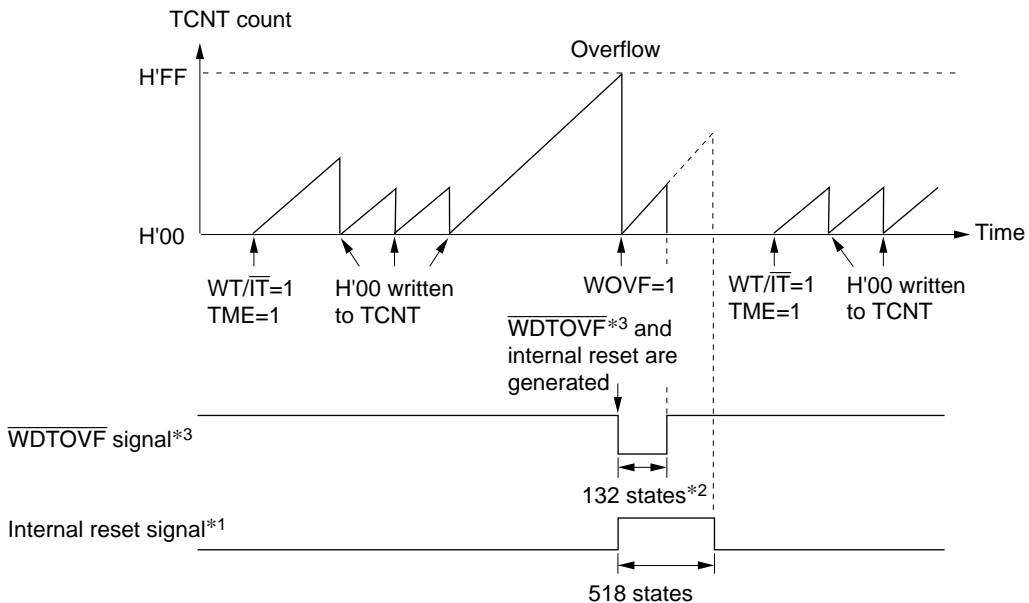 TCNT count
Overflow
H'FF
H'00
Time
WT/IT=1
TME=1
H'00 written
to TCNT
WOVF=1
WT/IT=1
TME=1
H'00 written
to TCNT
WDTOVF*3 and
internal reset are
generated
WDTOVF signal*3
132 states*2
Internal reset signal*1
518 states